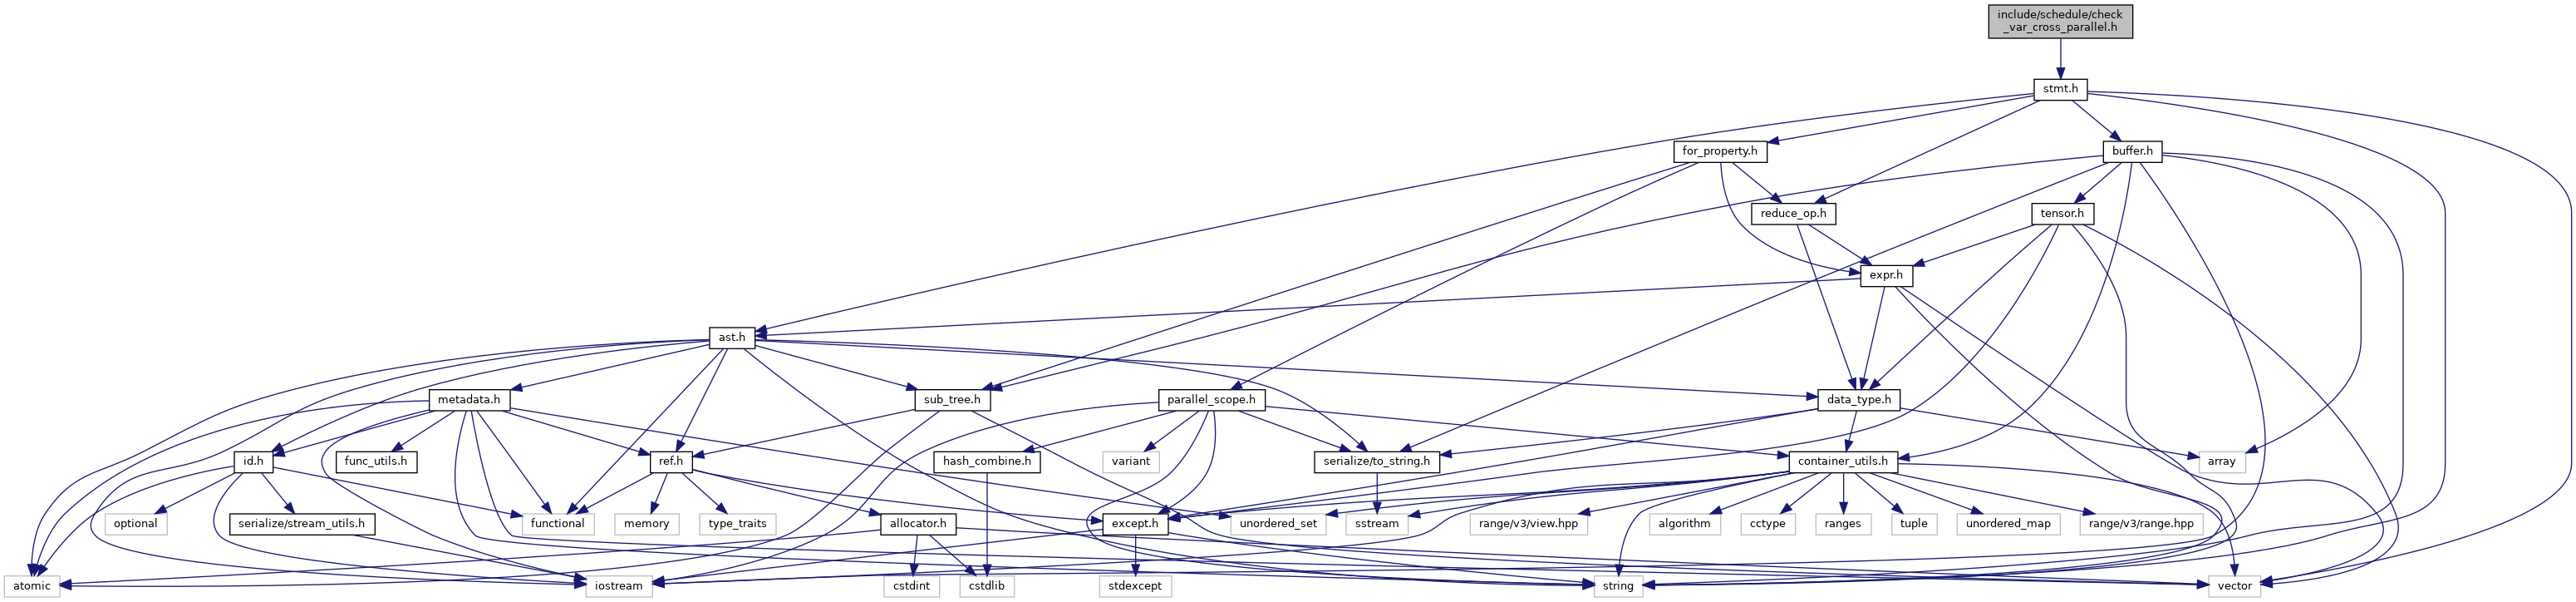 include/schedule/check
_var_cross_parallel.h
stmt.h
for_property.h
buffer.h
reduce_op.h
tensor.h
expr.h
ast.h
metadata.h
sub_tree.h
parallel_scope.h
data_type.h
id.h
func_utils.h
ref.h
hash_combine.h
variant
serialize/to_string.h
container_utils.h
array
optional
serialize/stream_utils.h
functional
memory
type_traits
allocator.h
except.h
unordered_set
sstream
range/v3/view.hpp
algorithm
cctype
ranges
tuple
unordered_map
range/v3/range.hpp
atomic
iostream
cstdint
cstdlib
stdexcept
string
vector